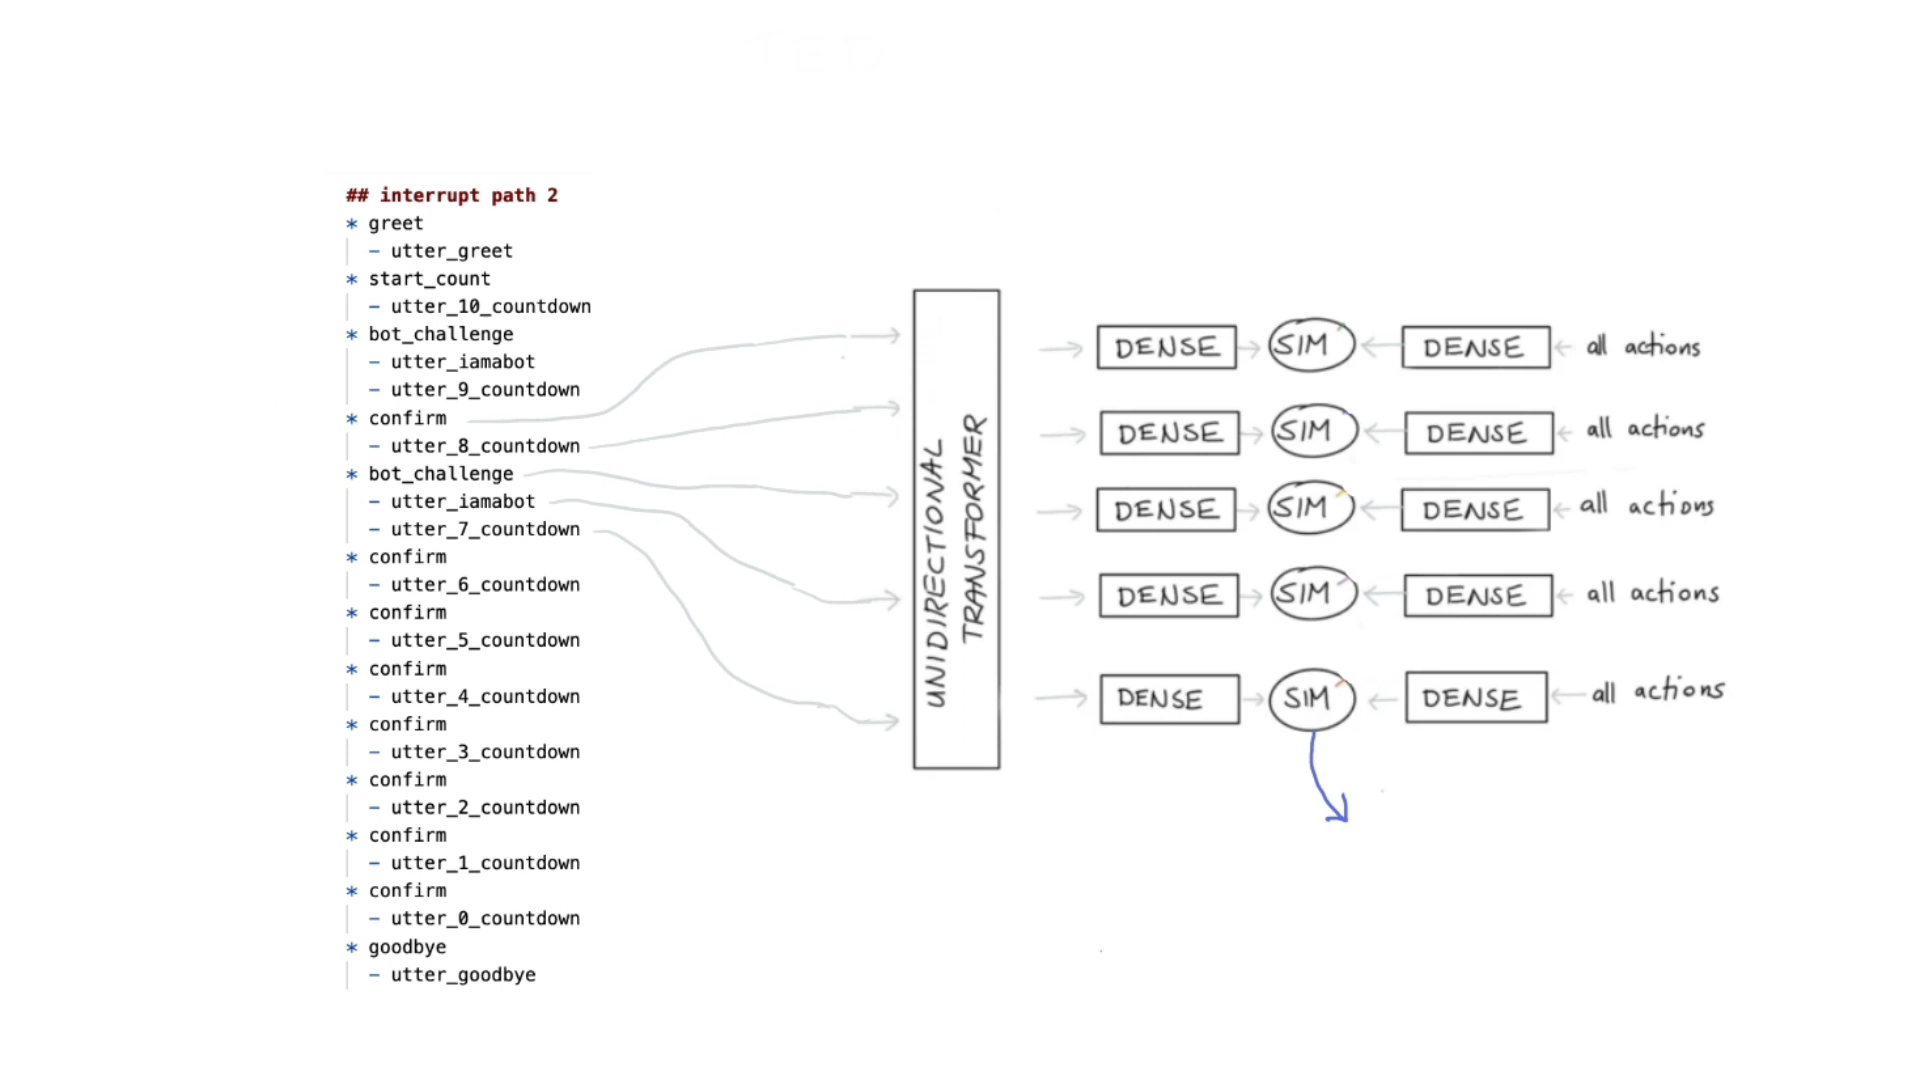 ## interrupt path 2
* greet
- utter_greet
* start_count
- utter_10_countdown
* bot_challenge
- utter_iamabot
- utter_9_countdown
* confirm
- utter_8_countdown
* bot_challenge
- utter_iamabot
- utter_7_countdown
* confirm
- utter_6_countdown
* confirm
- utter_5_countdown
* confirm
- utter_4_countdown
* confirm
- utter_3_countdown
* confirm
- utter_2_countdown
* confirm
- utter_1_countdown
* confirm
- utter_0_countdown
* goodbye
- utter_goodbye
UNIDIRECTIONAL
TRANSFORMER
DENSE SIM DENSE all actions
DENSE SIM DENSE all actions
DENSE SIM DENSE all actions
DENSE SIM DENSE all actions
DENSE SIM DENSE all actions